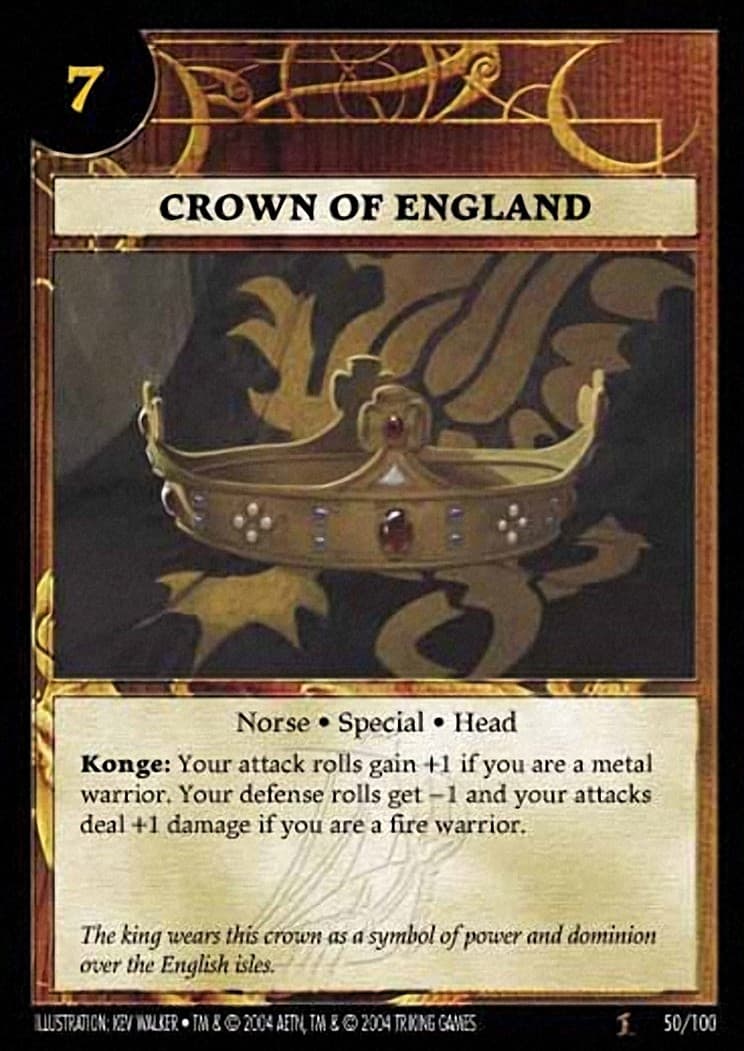 7
CROWN OF ENGLAND
Norse • Special • Head
Konge: Your attack rolls gain +1 if you are a metal
warrior. Your defense rolls get –1 and your attacks
deal +1 damage if you are a fire warrior.
The king wears this crown as a symbol of power and dominion
over the English isles.
ILLUSTRATION: KEV WALKER • TM & © 2004 AETN, TM & © 2004 TRIKING GAMES
50/100